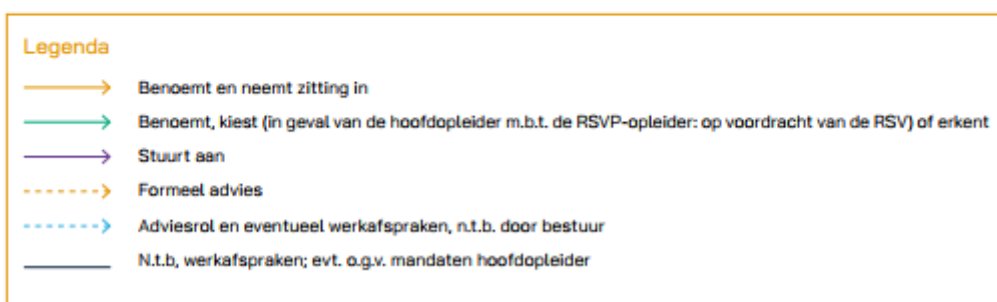 Legenda
Benoemt en neemt zitting in
Benoemt, kiest (in geval van de hoofdopleider m.b.t. de RSVP-opleider: op voordracht van de RSV) of erkent
Stuurt aan
Formeel advies
Adviesrol en eventueel werkafspraken, n.t.b. door bestuur
N.t.b, werkafspraken; evt. o.g.v. mandaten hoofdopleider